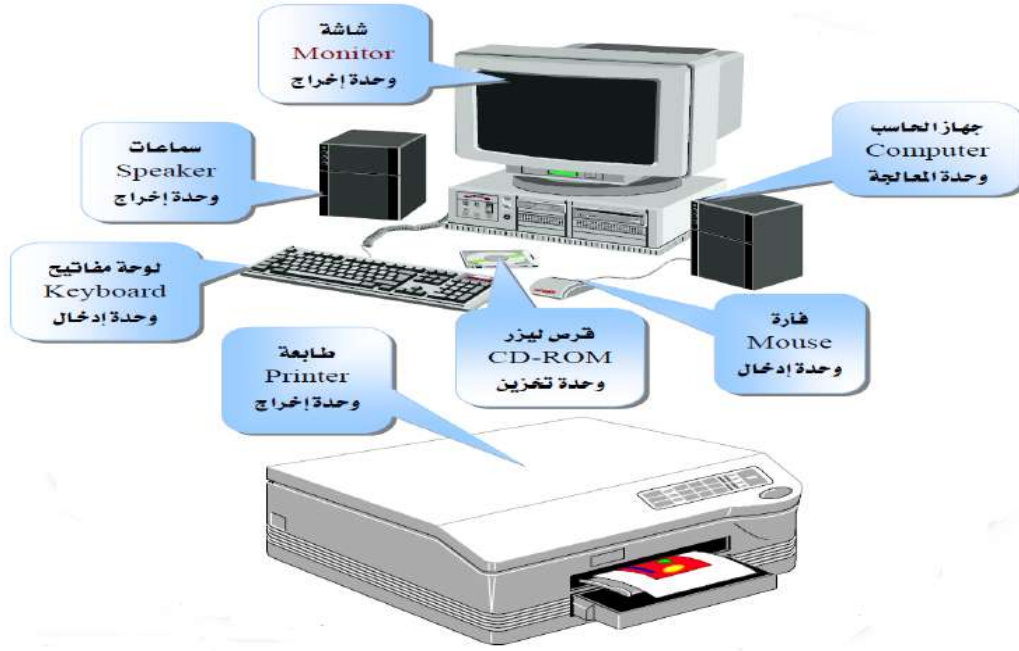 شاشة
Monitor
وحدة إخراج
جهاز الحاسب
Computer
وحدة المعالجة
سماعات
Speaker
وحدة إخراج
لوحة مفاتيح
Keyboard
وحدة إدخال
قرص ليزر
CD-ROM
وحدة تخزين
فارة
Mouse
وحدة إدخال
طابعة
Printer
وحدة إخراج